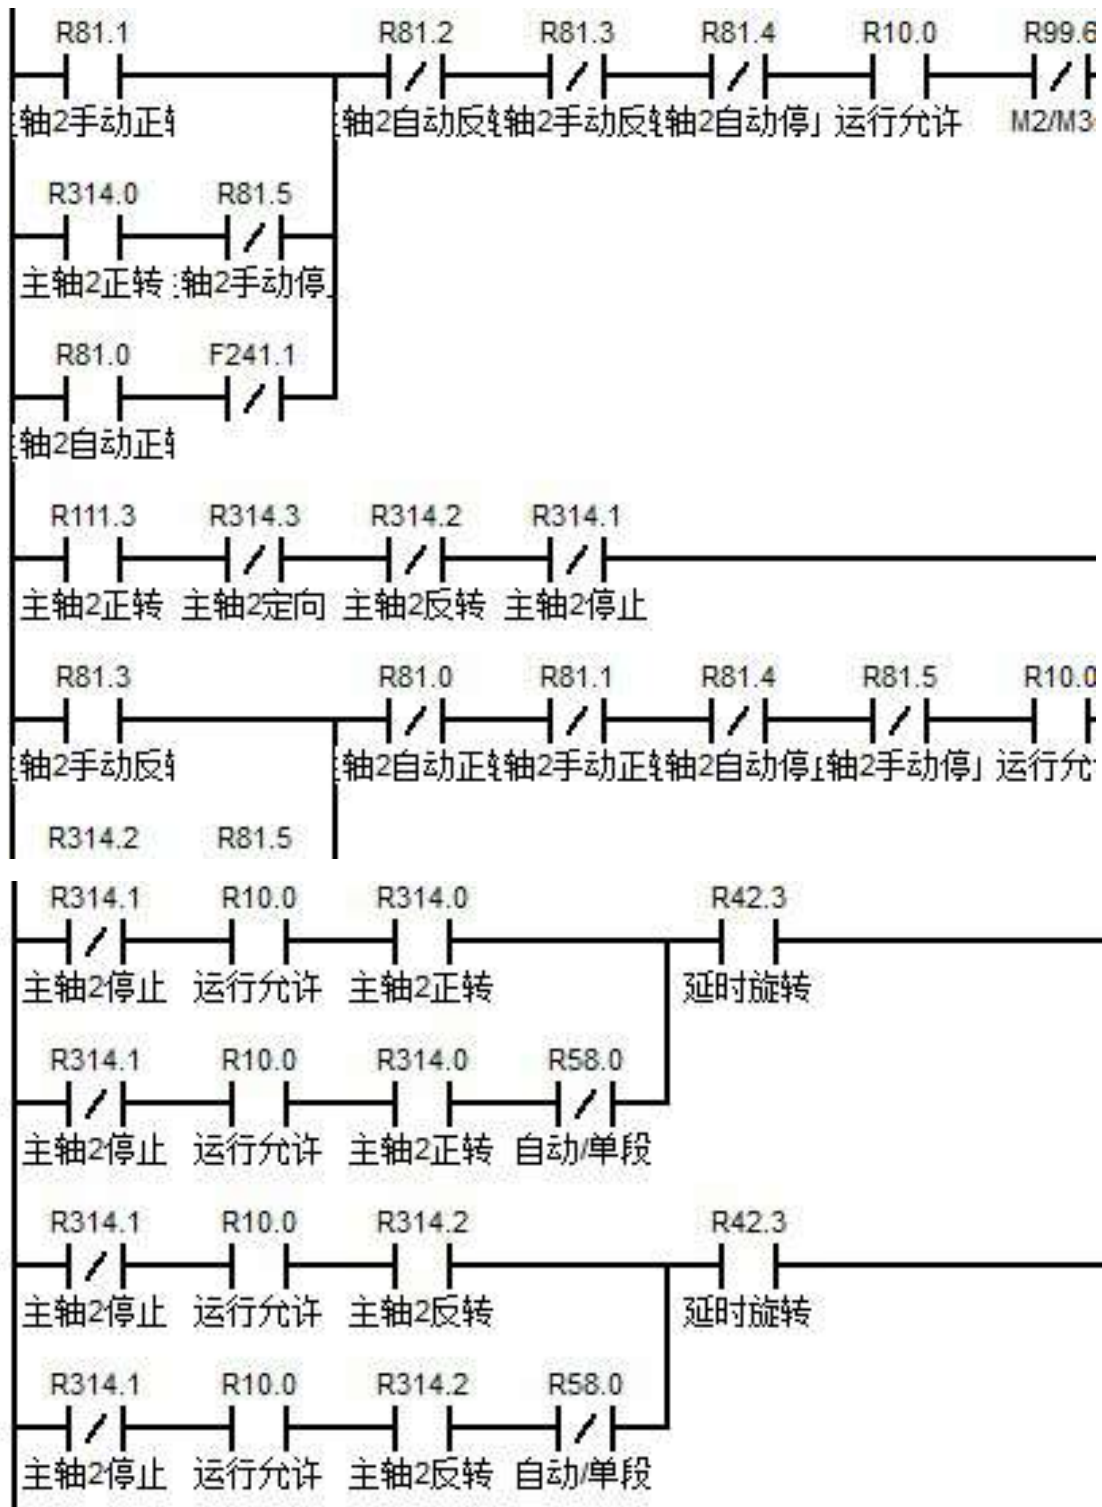 R81.1 R81.2 R81.3 R81.4 R10.0 R99.6
轴2手动正 轴2自动反 轴2手动反 轴2自动停 运行允许 M2/M3
R314.0 R81.5
主轴2正转 轴2手动停
R81.0 F241.1
轴2自动正
R111.3 R314.3 R314.2 R314.1
主轴2正转 主轴2定向 主轴2反转 主轴2停止
R81.3 R81.0 R81.1 R81.4 R81.5 R10.0
轴2手动反 轴2自动正 轴2手动正 轴2自动停 轴2手动停 运行允
R314.2 R81.5
R314.1 R10.0 R314.0 R42.3
主轴2停止 运行允许 主轴2正转 延时旋转
R314.1 R10.0 R314.0 R58.0
主轴2停止 运行允许 主轴2正转 自动/单段
R314.1 R10.0 R314.2 R42.3
主轴2停止 运行允许 主轴2反转 延时旋转
R314.1 R10.0 R314.2 R58.0
主轴2停止 运行允许 主轴2反转 自动/单段